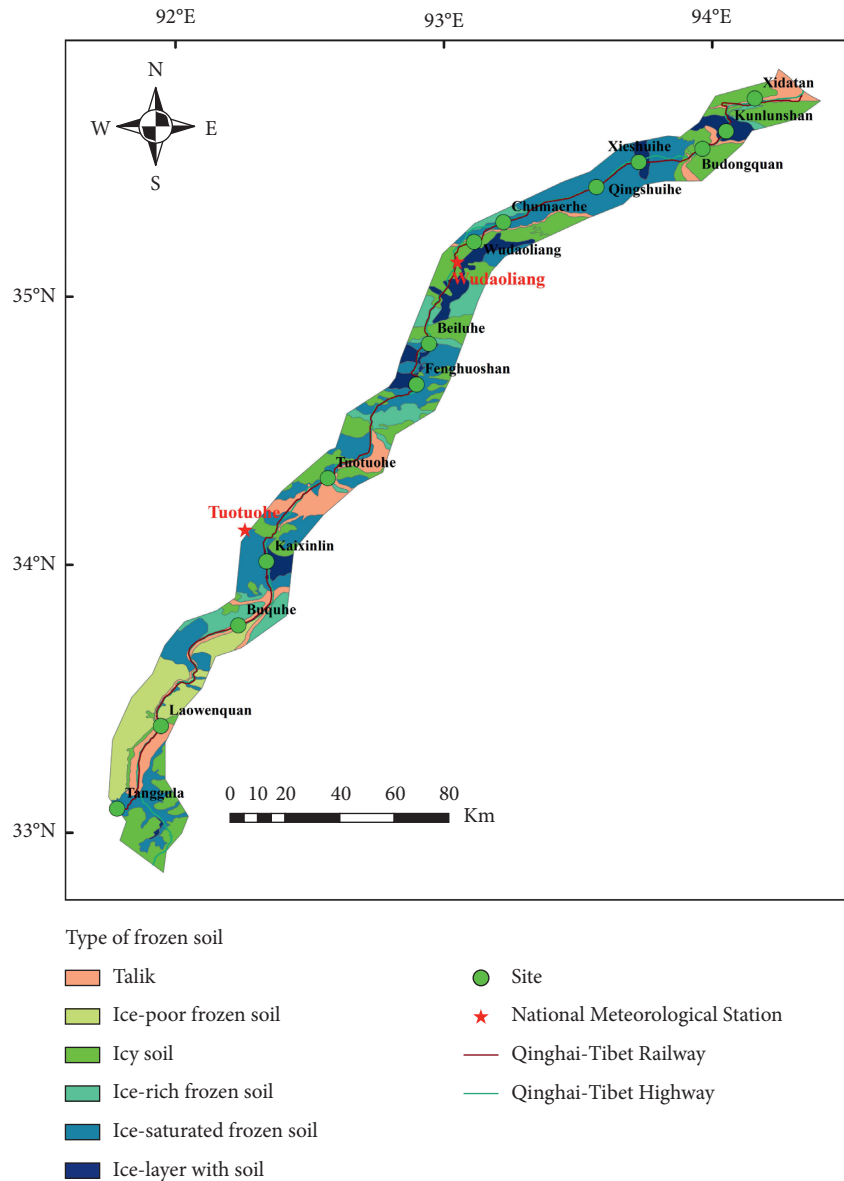 92°E 93°E 94°E
N
W E
S
Xidatan
Kunlunshan
Xieshuihe
Budongquan
Qingshuihe
Chumaerhe
Wudaoliang
Wudaoliang
35°N
Beiluhe
Fenghuoshan
Tuotuohe
Tuotuohe
Kaixinlin
34°N
Buquhe
Laowenquan
Tanggula
0 10 20 40 60 80
Km
33°N
Type of frozen soil
Talik
Ice-poor frozen soil
Icy soil
Ice-rich frozen soil
Ice-saturated frozen soil
Ice-layer with soil
Site
National Meteorological Station
Qinghai-Tibet Railway
Qinghai-Tibet Highway